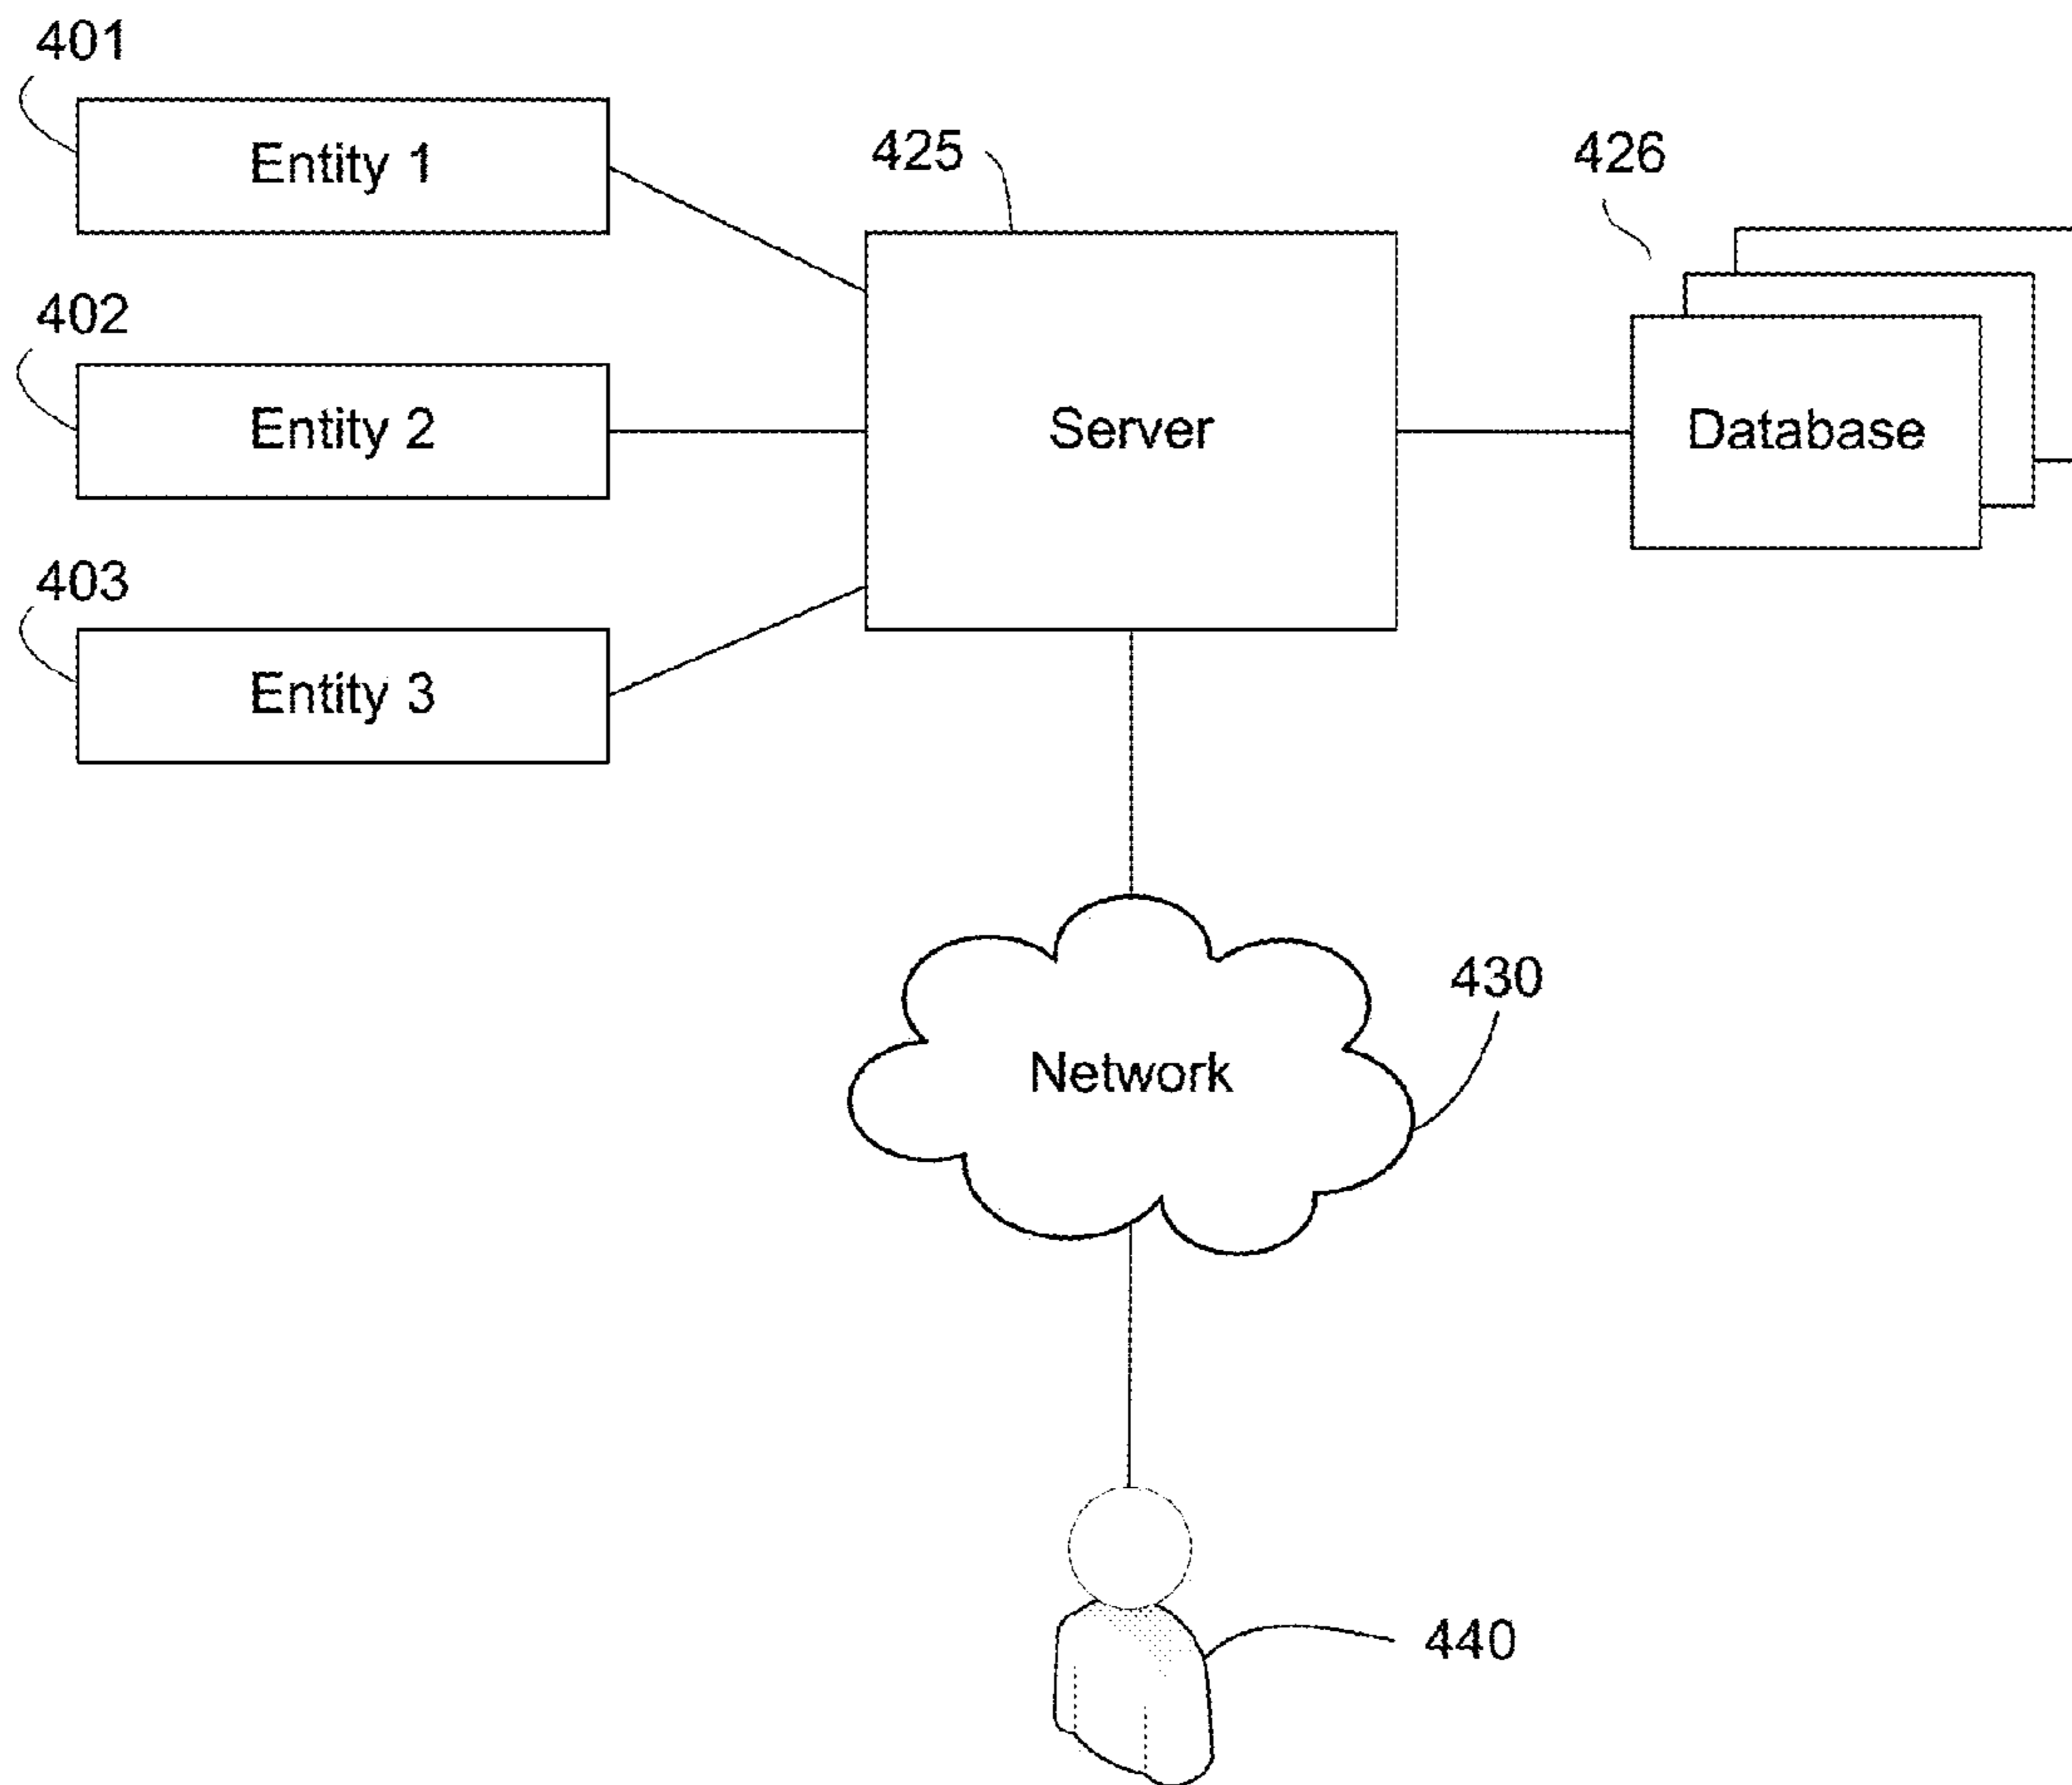 401
Entity 1
425
426
402
Entity 2
Server
Database
403
Entity 3
430
Network
440